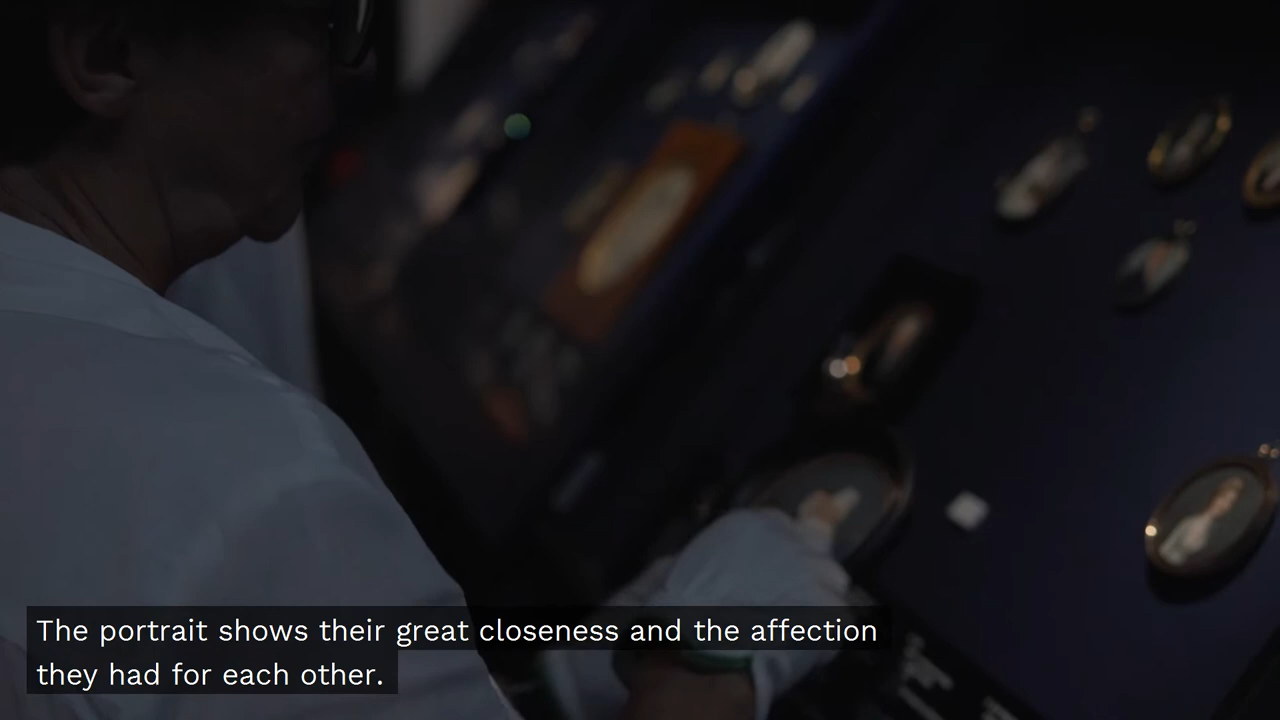 The portrait shows their great closeness and the affection
they had for each other.